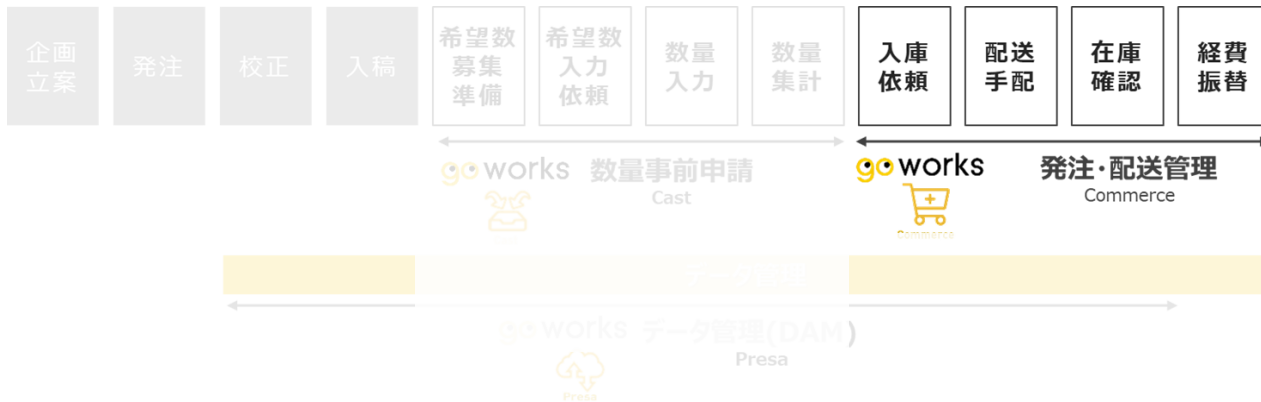 企画
立案
発注
校正
入稿
希望数
募集
準備
希望数
入力
依頼
数量
入力
数量
集計
入庫
依頼
配送
手配
在庫
確認
経費
振替
go works 数量事前申請
Cast
go works 発注・配送管理
Commerce
Commerce
データ管理
go works データ管理(DAM)
Presa
Presa